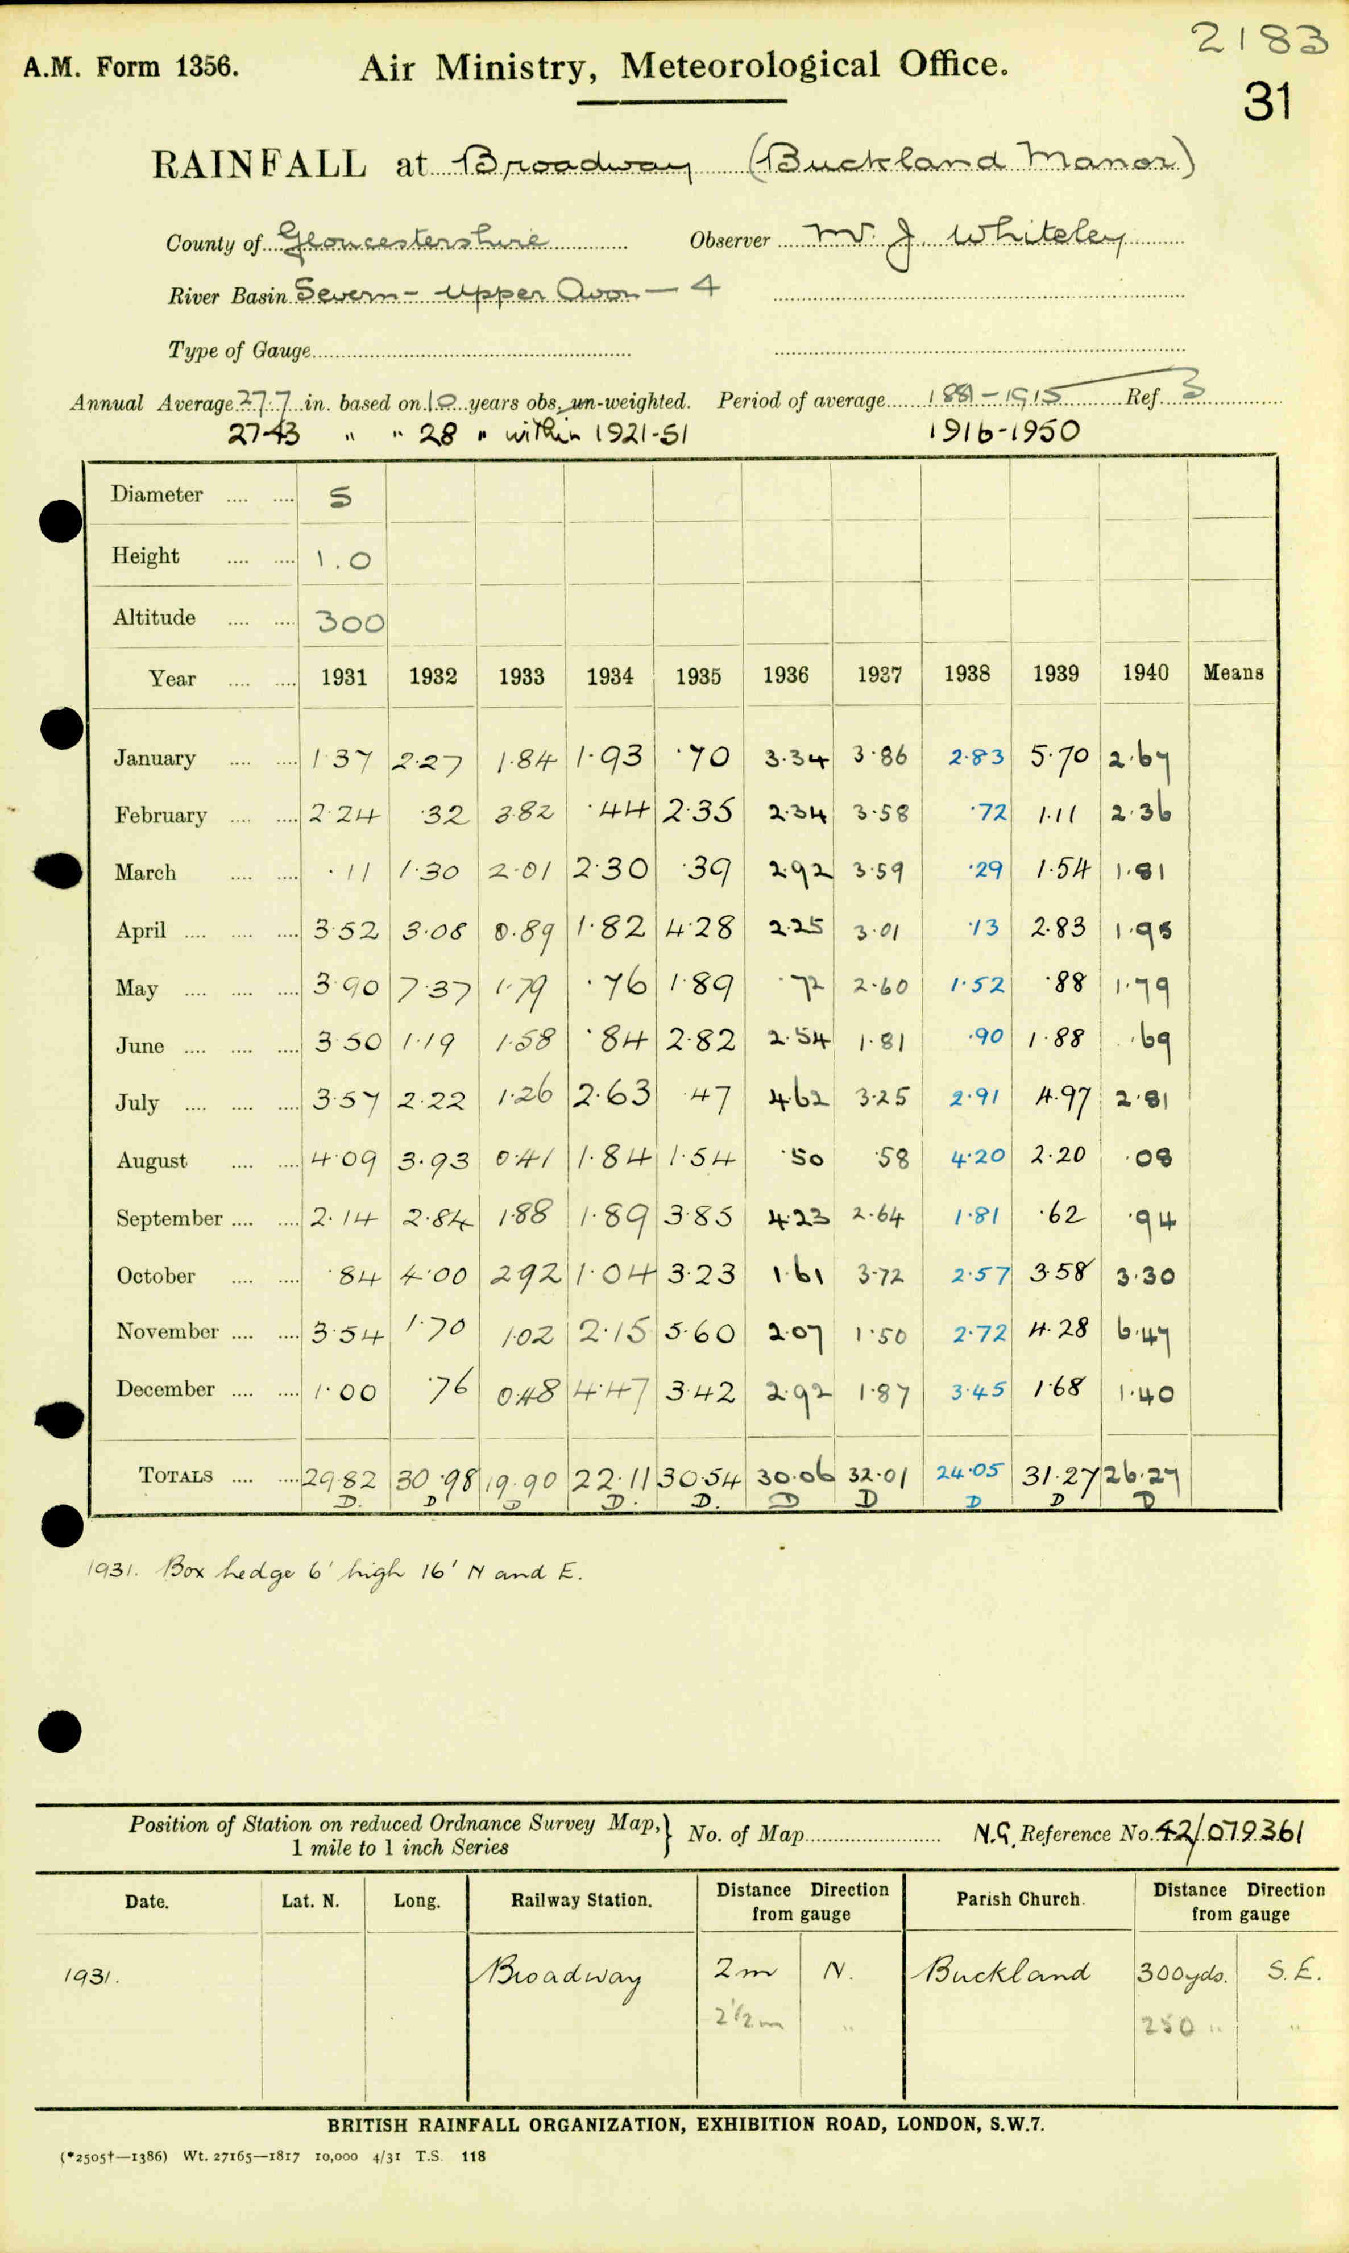 2183
A.M. Form 1356. Air Ministry, Meteorological Office.
31
RAINFALL at Broadway (Buckland Manor)
County of Gloucestershire Observer W. J. Whiteley
River Basin Severn - Upper Avon - 4
Type of Gauge
Annual Average 27.7 in. based on 10 years obs. un-weighted. Period of average 1881-1915 Ref. 3
27.43 " " 28 " within 1921-51 1916-1950
Diameter 5
Height 1.0
Altitude 300
Year 1931 1932 1933 1934 1935 1936 1937 1938 1939 1940 Means
January 1.37 2.27 1.84 1.93 .70 3.34 3.86 2.83 5.70 2.67
February 2.24 .32 3.82 .44 2.35 2.34 3.58 .72 1.11 2.36
March .11 1.30 2.01 2.30 .39 2.92 3.59 .29 1.54 1.81
April 3.52 3.08 0.89 1.82 4.28 2.25 3.01 .13 2.83 1.95
May 3.90 7.37 1.79 .76 1.89 .72 2.60 1.52 .88 1.79
June 3.50 1.19 1.58 .84 2.82 2.54 1.81 .90 1.88 .69
July 3.57 2.22 1.26 2.63 .47 4.62 3.25 2.91 4.97 2.81
August 4.09 3.93 0.41 1.84 1.54 .50 .58 4.20 2.20 .08
September 2.14 2.84 1.88 1.89 3.85 4.23 2.64 1.81 .62 .94
October .84 4.00 2.92 1.04 3.23 1.61 3.72 2.57 3.58 3.30
November 3.54 1.70 1.02 2.15 5.60 2.07 1.50 2.72 4.28 6.47
December 1.00 .76 0.48 4.47 3.42 2.92 1.87 3.45 1.68 1.40
TOTALS 29.82 30.98 19.90 22.11 30.54 30.06 32.01 24.05 31.27 26.27
D. D D D. D. D D D D D
1931. Box hedge 6' high 16' N and E.
Position of Station on reduced Ordnance Survey Map, } No. of Map N.G. Reference No. 42/079361
1 mile to 1 inch Series
Date. Lat. N. Long. Railway Station. Distance Direction from gauge Parish Church. Distance Direction from gauge
1931. Broadway 2m N. Buckland 300yds. S.E.
2½m " 250 " "
BRITISH RAINFALL ORGANIZATION, EXHIBITION ROAD, LONDON, S.W.7.
(*2505†—1386) Wt. 27165—1817 10,000 4/31 T.S. 118